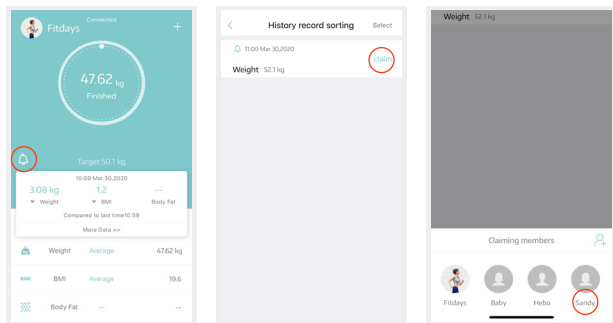 Connected
Fitdays
+
47.62 kg
Finished
Target:50.1 kg
10:59 Mar.30,2020
3.08 kg 1.2 --
Weight BMI Body Fat
Compared to last time10:59
More Data >>
Weight Average 47.62 kg
BMI BMI Average 19.6
Body Fat -- --
History record sorting Select
11:00 Mar.30,2020
claim
Weight 52.1 kg
Weight 52.1 kg
Claiming members
Fitdays Baby Hebo Sandy